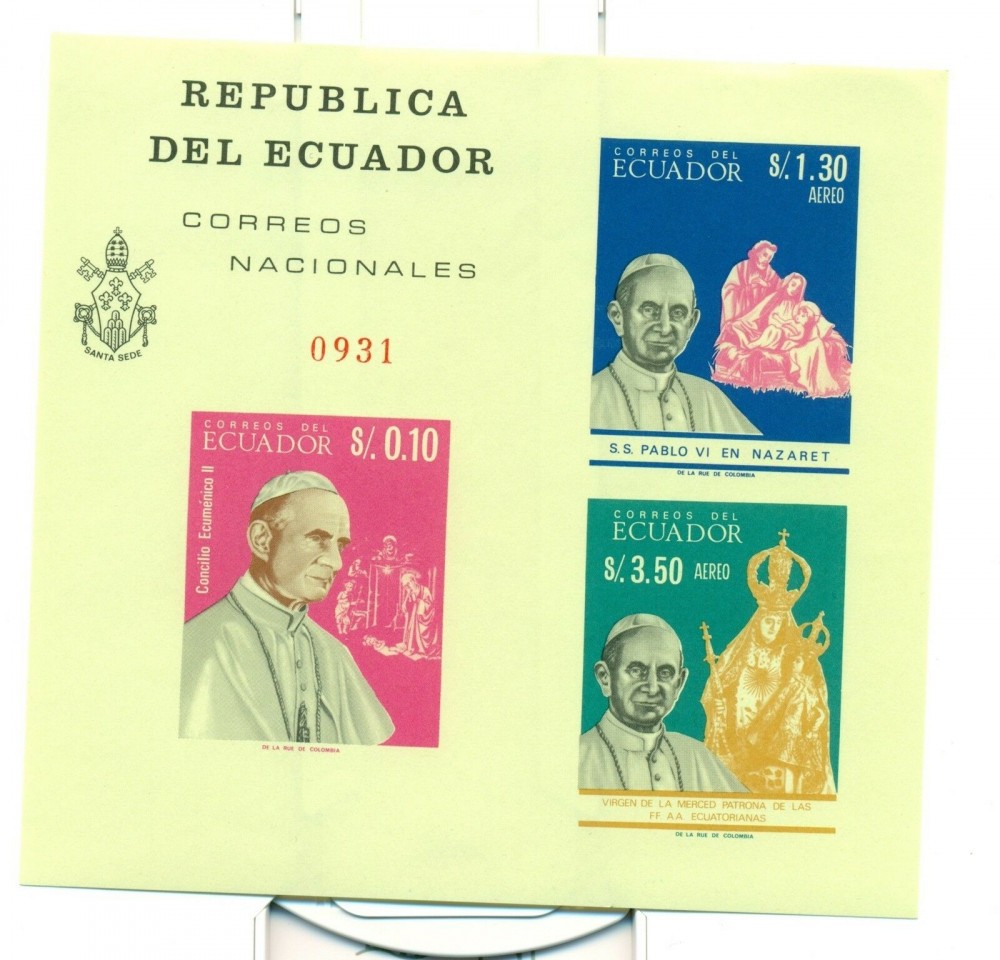 REPUBLICA
DEL ECUADOR
CORREOS
NACIONALES
SANTA SEDE
0931
CORREOS DEL
ECUADOR
S/. 0.10
Concilio Ecuménico II
DE LA RUE DE COLOMBIA
CORREOS DEL
ECUADOR
S/. 1.30
AEREO
S.S. PABLO VI EN NAZARET
DE LA RUE DE COLOMBIA
CORREOS DEL
ECUADOR
S/. 3.50 AEREO
VIRGEN DE LA MERCED PATRONA DE LAS
FF. A.A. ECUATORIANAS
DE LA RUE DE COLOMBIA